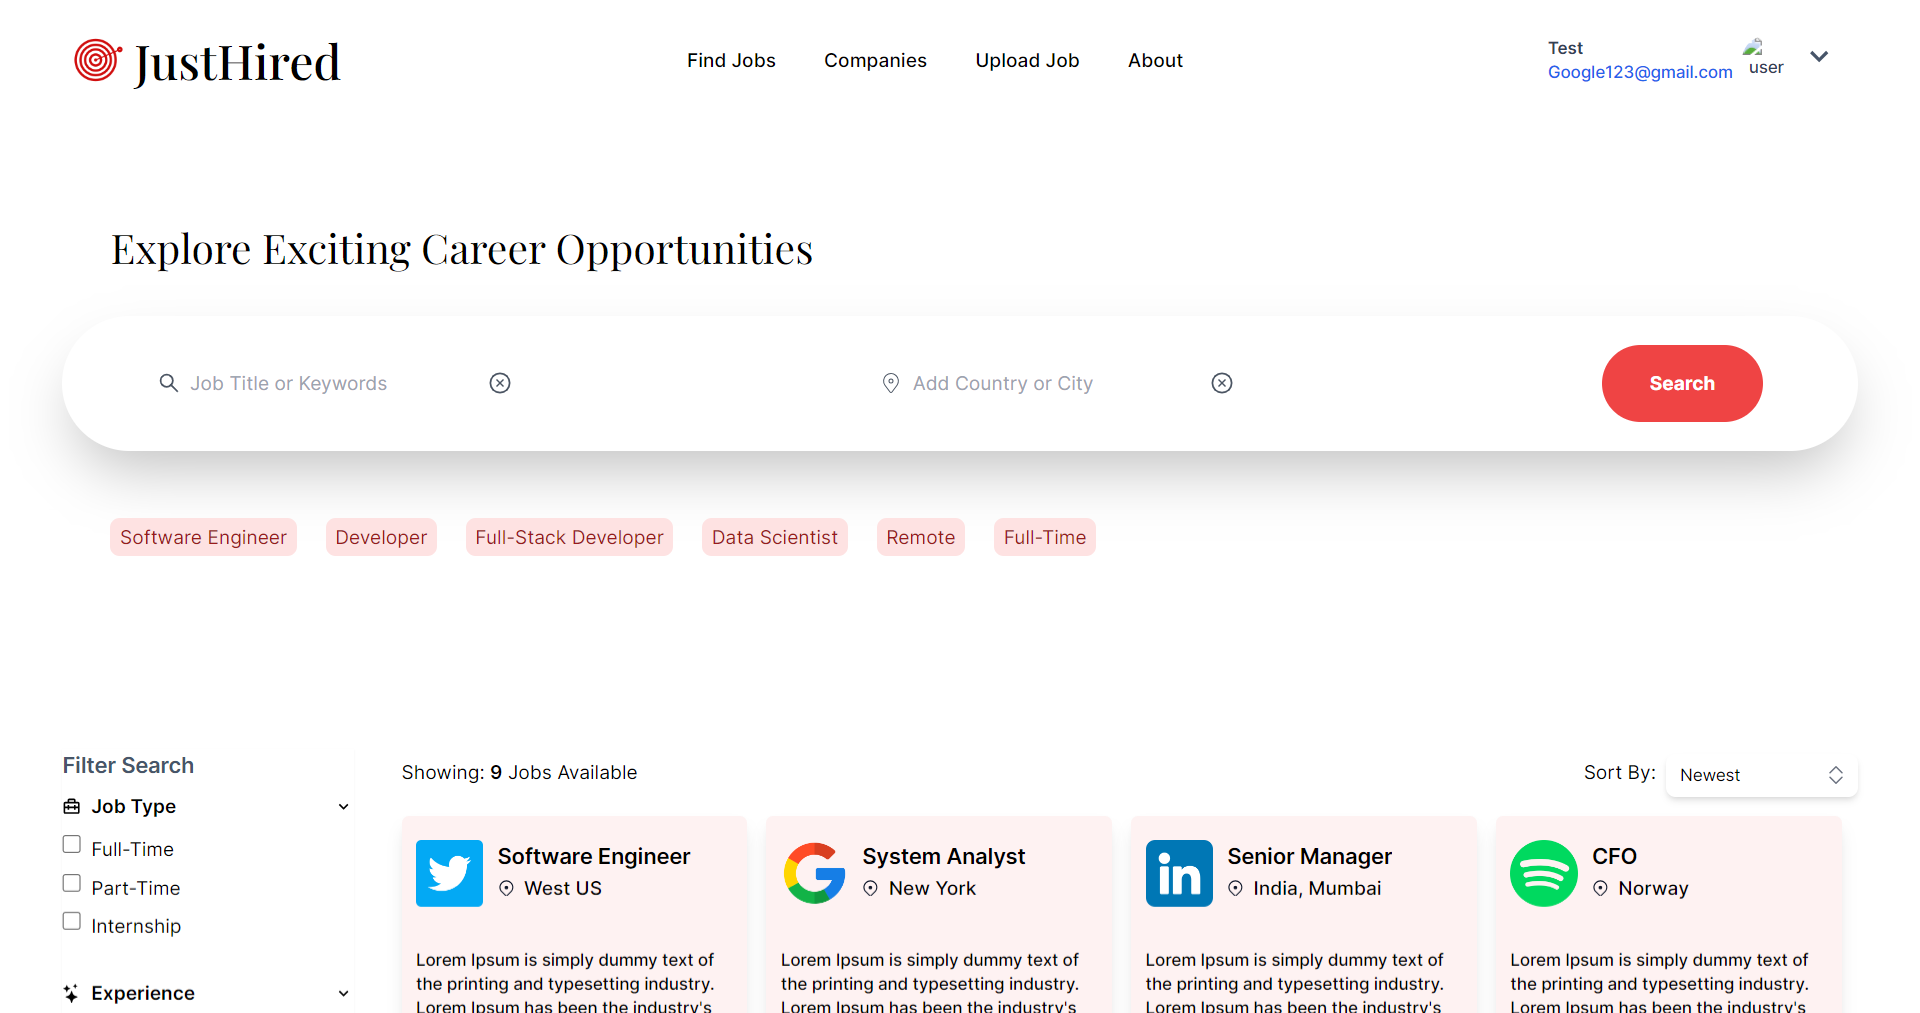 JustHired
Find Jobs Companies Upload Job About
Test
Google123@gmail.com
user
Explore Exciting Career Opportunities
Job Title or Keywords
Add Country or City
Search
Software Engineer Developer Full-Stack Developer Data Scientist Remote Full-Time
Filter Search
Job Type
Full-Time
Part-Time
Internship
Experience
Showing: 9 Jobs Available
Sort By: Newest
Software Engineer
West US
Lorem Ipsum is simply dummy text of
the printing and typesetting industry.
Lorem Ipsum has been the industry's
System Analyst
New York
Lorem Ipsum is simply dummy text of
the printing and typesetting industry.
Lorem Ipsum has been the industry's
in
Senior Manager
India, Mumbai
Lorem Ipsum is simply dummy text of
the printing and typesetting industry.
Lorem Ipsum has been the industry's
CFO
Norway
Lorem Ipsum is simply dummy text of
the printing and typesetting industry.
Lorem Ipsum has been the industry's